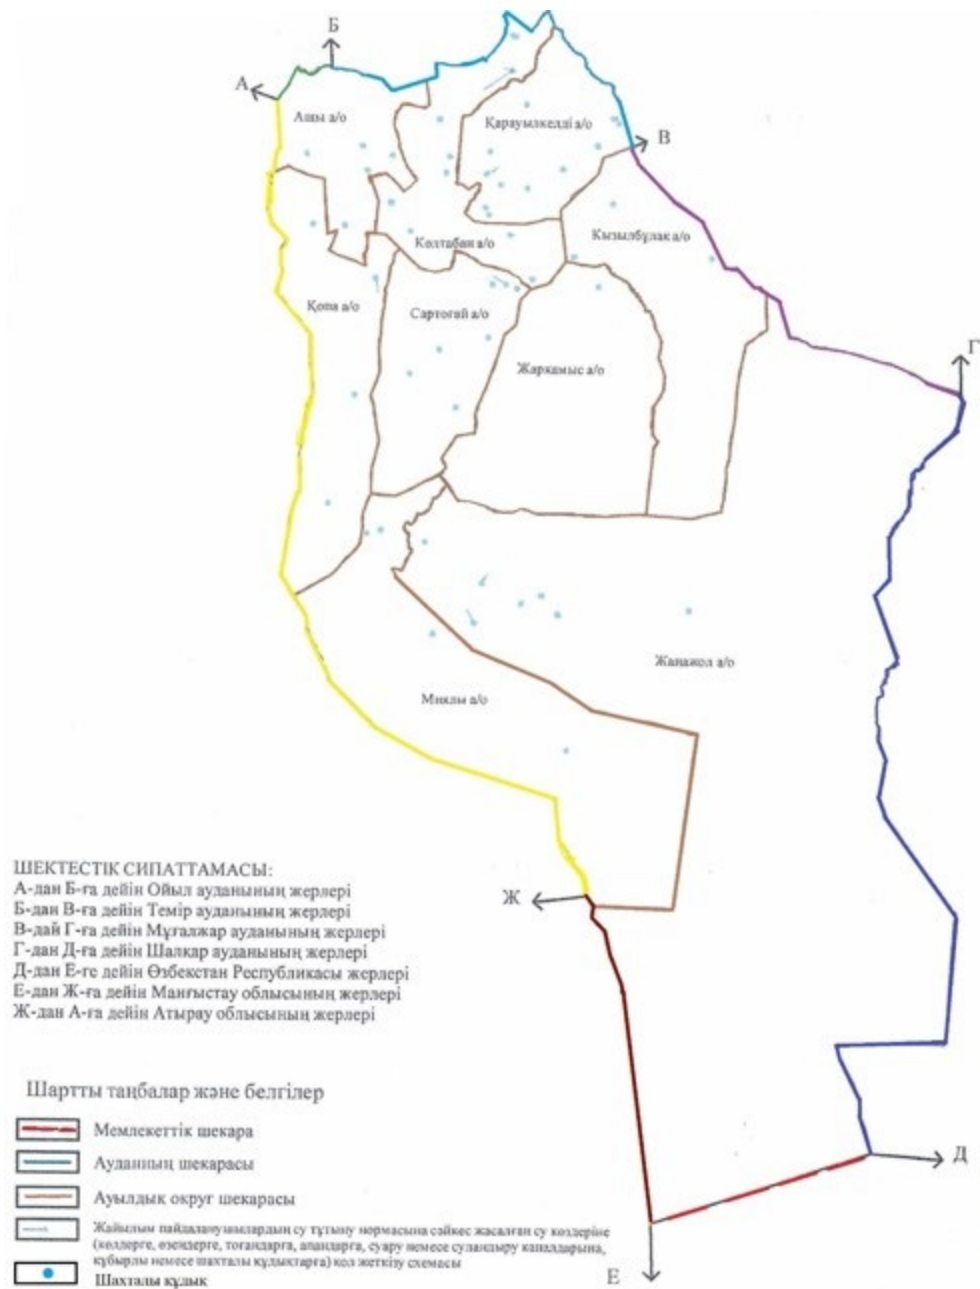 Б
А
Ащы а/о
Қарауылкелді а/о
В
Көлтабан а/о
Қызылбұлақ а/о
Қопа а/о
Сартоғай а/о
Г
Жарқамыс а/о
Жаңажол а/о
Миялы а/о
Ж
ШЕКТЕСТІК СИПАТТАМАСЫ:
А-дан Б-ға дейін Ойыл ауданының жерлері
Б-дан В-ға дейін Темір ауданының жерлері
В-дай Г-ға дейін Мұғалжар ауданының жерлері
Г-дан Д-ға дейін Шалқар ауданының жерлері
Д-дан Е-ге дейін Өзбекстан Республикасы жерлері
Е-дан Ж-ға дейін Манғыстау облысының жерлері
Ж-дан А-ға дейін Атырау облысының жерлері
Шартты таңбалар және белгілер
Мемлекеттік шекара
Ауданның шекарасы
Ауылдық округ шекарасы
Жайылым пайдаланушылардың су тұтыну нормасына сәйкес жасалған су көздеріне
(көлдерге, өзендерге, тоғандарға, апандарға, суару немесе суландыру каналдарына,
құбырлы немесе шахталы құдықтарға) қол жеткізу схемасы
Шахталы құдық
Д
Е